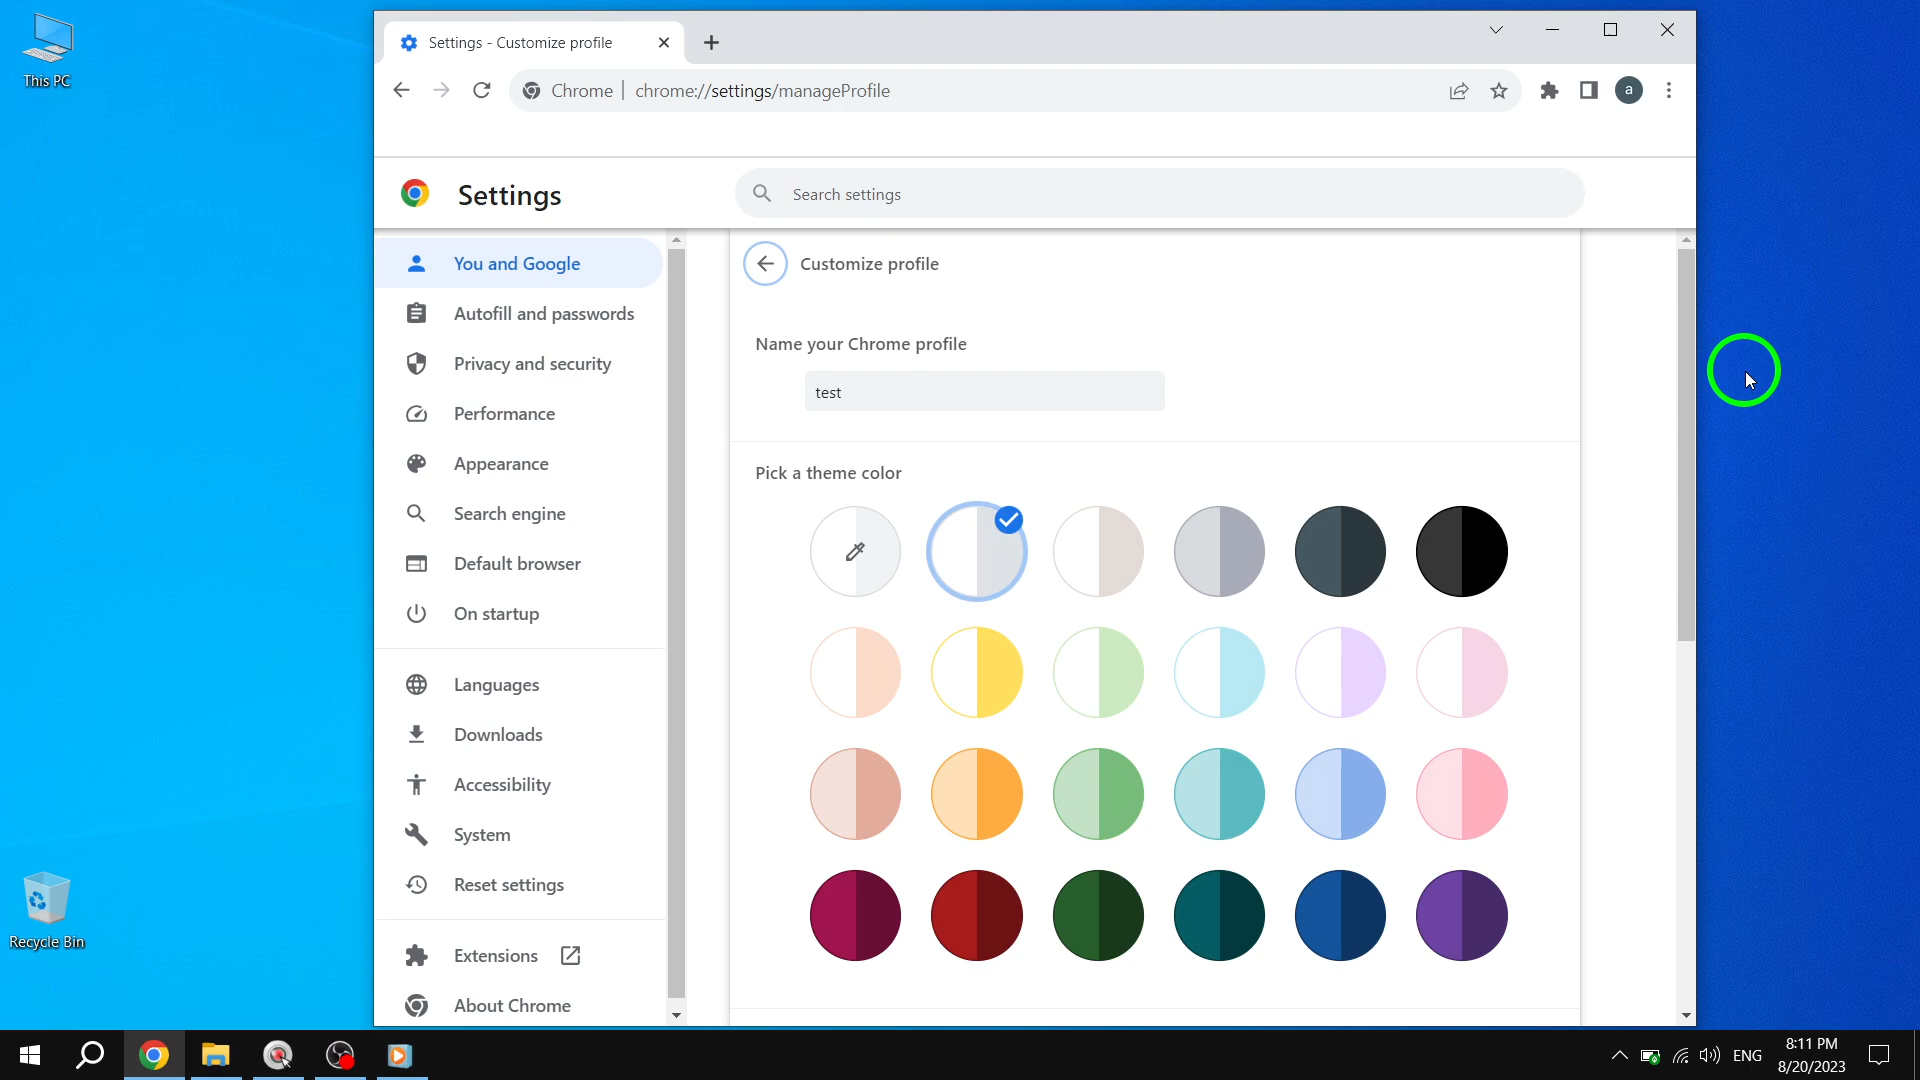 This PC
Recycle Bin
Settings - Customize profile
Chrome
chrome://settings/manageProfile
a
Settings
Search settings
You and Google
Autofill and passwords
Privacy and security
Performance
Appearance
Search engine
Default browser
On startup
Languages
Downloads
Accessibility
System
Reset settings
Extensions
About Chrome
Customize profile
Name your Chrome profile
test
Pick a theme color
ENG
8:11 PM
8/20/2023